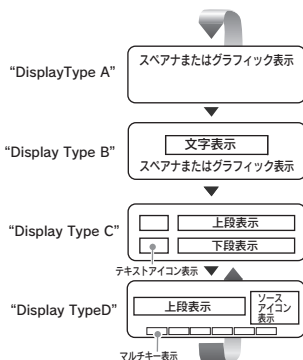 “DisplayType A”
スペアナまたはグラフィック表示
“Display Type B”
文字表示
スペアナまたはグラフィック表示
“Display Type C”
上段表示
下段表示
テキストアイコン表示
“Display TypeD”
上段表示
ソース
アイコン
表示
マルチキー表示